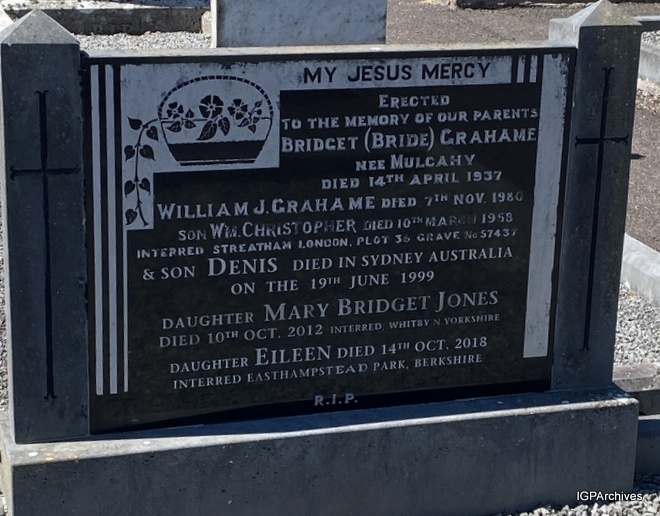 MY JESUS MERCY
ERECTED
TO THE MEMORY OF OUR PARENTS
BRIDGET (BRIDE) GRAHAME
NEE MULCAHY
DIED 14TH APRIL 1937
WILLIAM J. GRAHAME DIED 7TH NOV. 1980
SON WM. CHRISTOPHER DIED 10TH MARCH 1958
INTERRED STREATHAM LONDON, PLOT 36 GRAVE No 57437
& SON DENIS DIED IN SYDNEY AUSTRALIA
ON THE 19TH JUNE 1999
DAUGHTER MARY BRIDGET JONES
DIED 10TH OCT. 2012 INTERRED, WHITBY N YORKSHIRE
DAUGHTER EILEEN DIED 14TH OCT. 2018
INTERRED EASTHAMPSTEAD PARK, BERKSHIRE
R.I.P.
IGPArchives